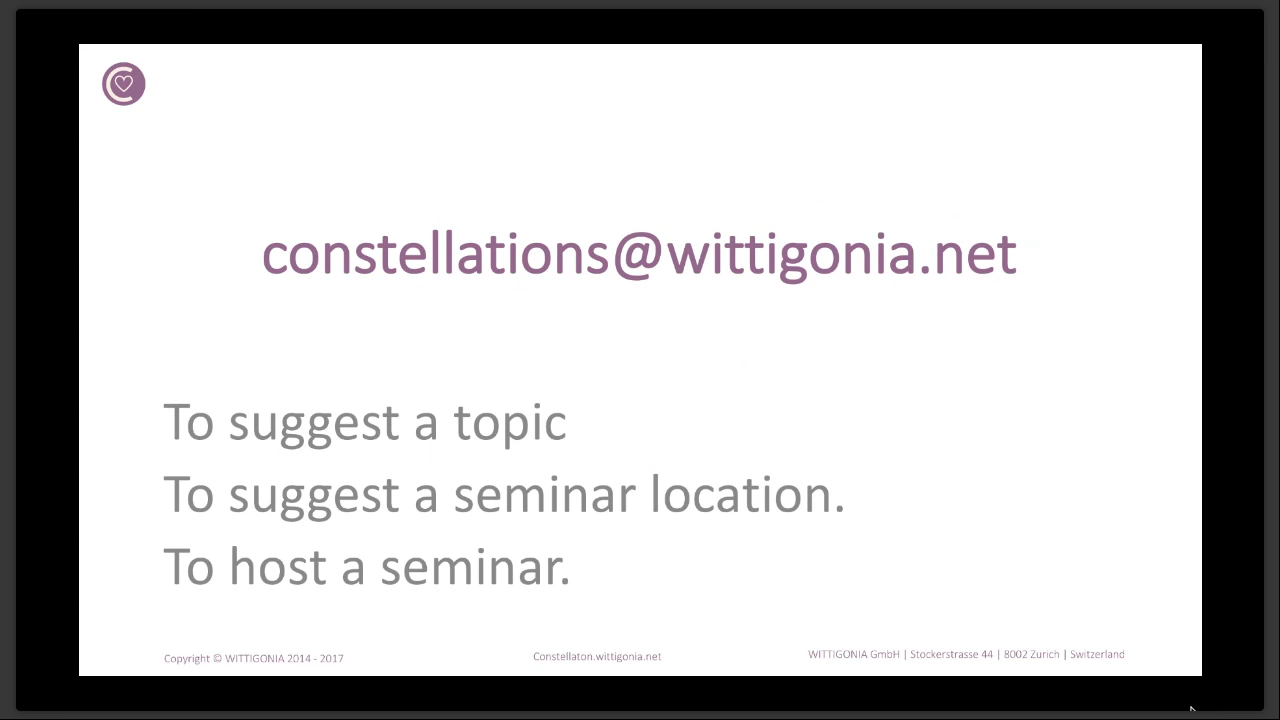 constellations@wittigonia.net
To suggest a topic
To suggest a seminar location.
To host a seminar.
Copyright © WITTIGONIA 2014 - 2017
Constellaton.wittigonia.net
WITTIGONIA GmbH | Stockerstrasse 44 | 8002 Zurich | Switzerland